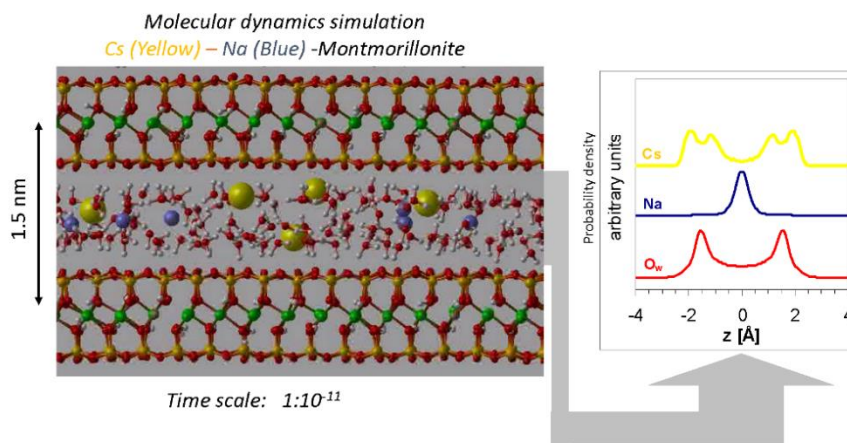 Molecular dynamics simulation
Cs (Yellow) – Na (Blue) -Montmorillonite
1.5 nm
Time scale: 1:10-11
Probability density
arbitrary units
Cs
Na
Ow
-4 -2 0 2 4
z [Å]